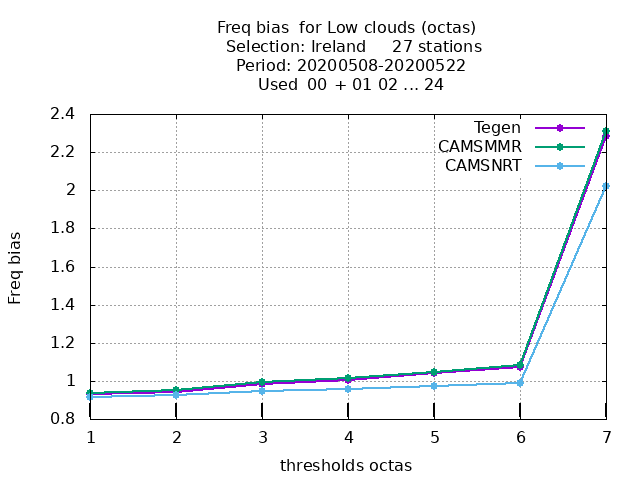 Freq bias  for Low clouds (octas)
Selection: Ireland     27 stations
Period: 20200508-20200522
Used  00 + 01 02 ... 24
Tegen
CAMSMMR
CAMSNRT
2.4
2.2
2
1.8
1.6
1.4
1.2
1
0.8
Freq bias
1 2 3 4 5 6 7
thresholds octas